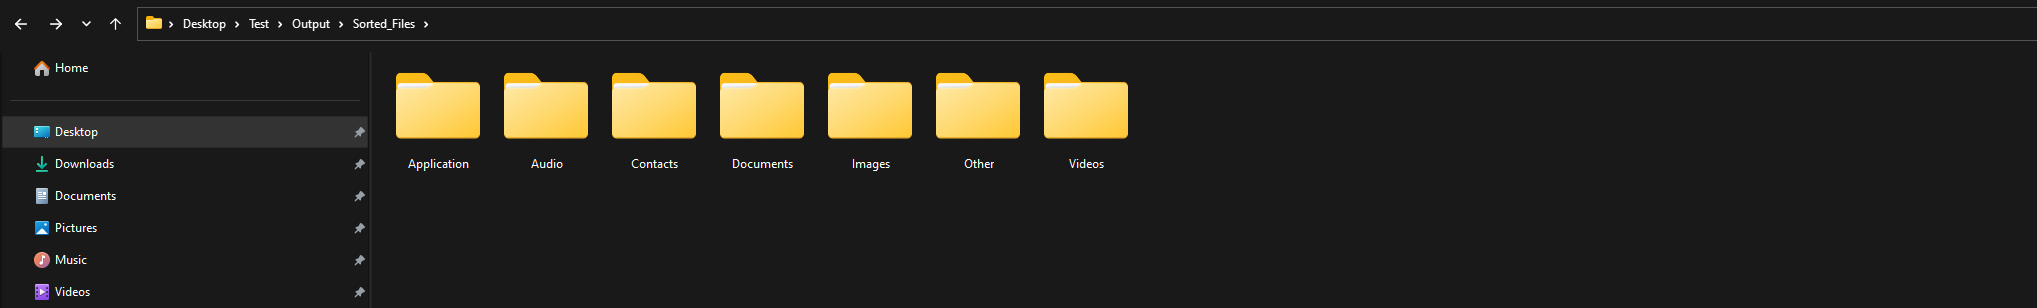 Desktop > Test > Output > Sorted_Files >
Home
Desktop
Downloads
Documents
Pictures
Music
Videos
Application Audio Contacts Documents Images Other Videos